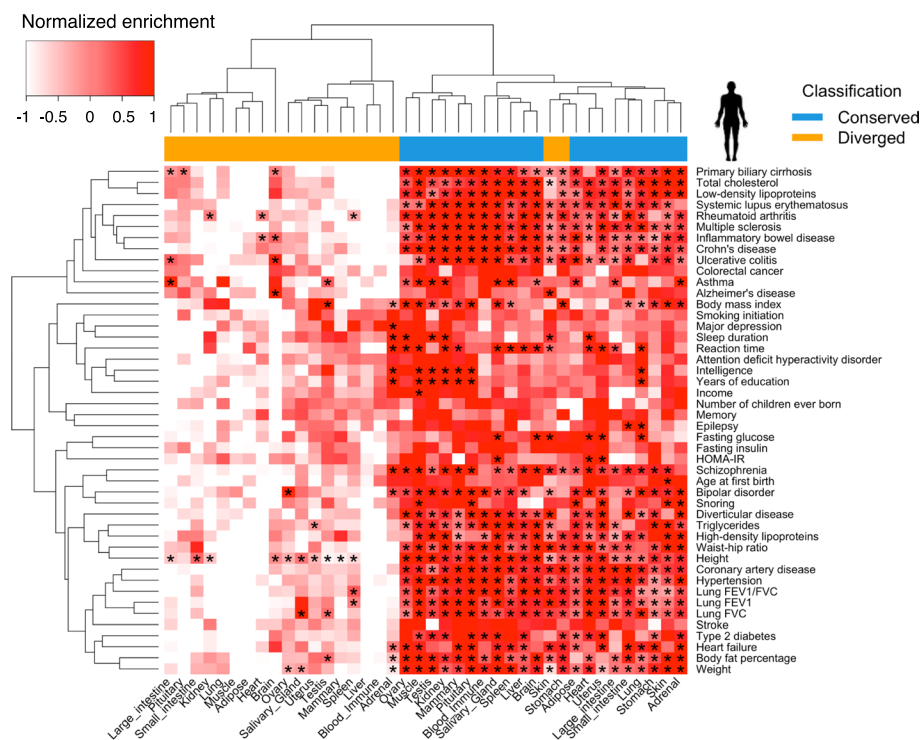 Normalized enrichment
-1 -0.5 0 0.5 1
Classification
Conserved
Diverged
Primary biliary cirrhosis
Total cholesterol
Low-density lipoproteins
Systemic lupus erythematosus
Rheumatoid arthritis
Multiple sclerosis
Inflammatory bowel disease
Crohn's disease
Ulcerative colitis
Colorectal cancer
Asthma
Alzheimer's disease
Body mass index
Smoking initiation
Major depression
Sleep duration
Reaction time
Attention deficit hyperactivity disorder
Intelligence
Years of education
Income
Number of children ever born
Memory
Epilepsy
Fasting glucose
Fasting insulin
HOMA-IR
Schizophrenia
Age at first birth
Bipolar disorder
Snoring
Diverticular disease
Triglycerides
High-density lipoproteins
Waist-hip ratio
Height
Coronary artery disease
Hypertension
Lung FEV1/FVC
Lung FEV1
Lung FVC
Stroke
Type 2 diabetes
Heart failure
Body fat percentage
Weight
Large_intestine
Pituitary
Small_intestine
Kidney
Lung
Muscle
Adipose
Heart
Brain
Ovary
Salivary_Gland
Uterus
Testis
Mammary
Spleen
Liver
Blood_Immune
Adrenal
Ovary
Muscle
Testis
Kidney
Mammary
Pituitary
Blood_Immune
Salivary_Gland
Spleen
Liver
Brain
Skin
Stomach
Adipose
Heart
Uterus
Large_intestine
Small_intestine
Lung
Stomach
Skin
Adrenal